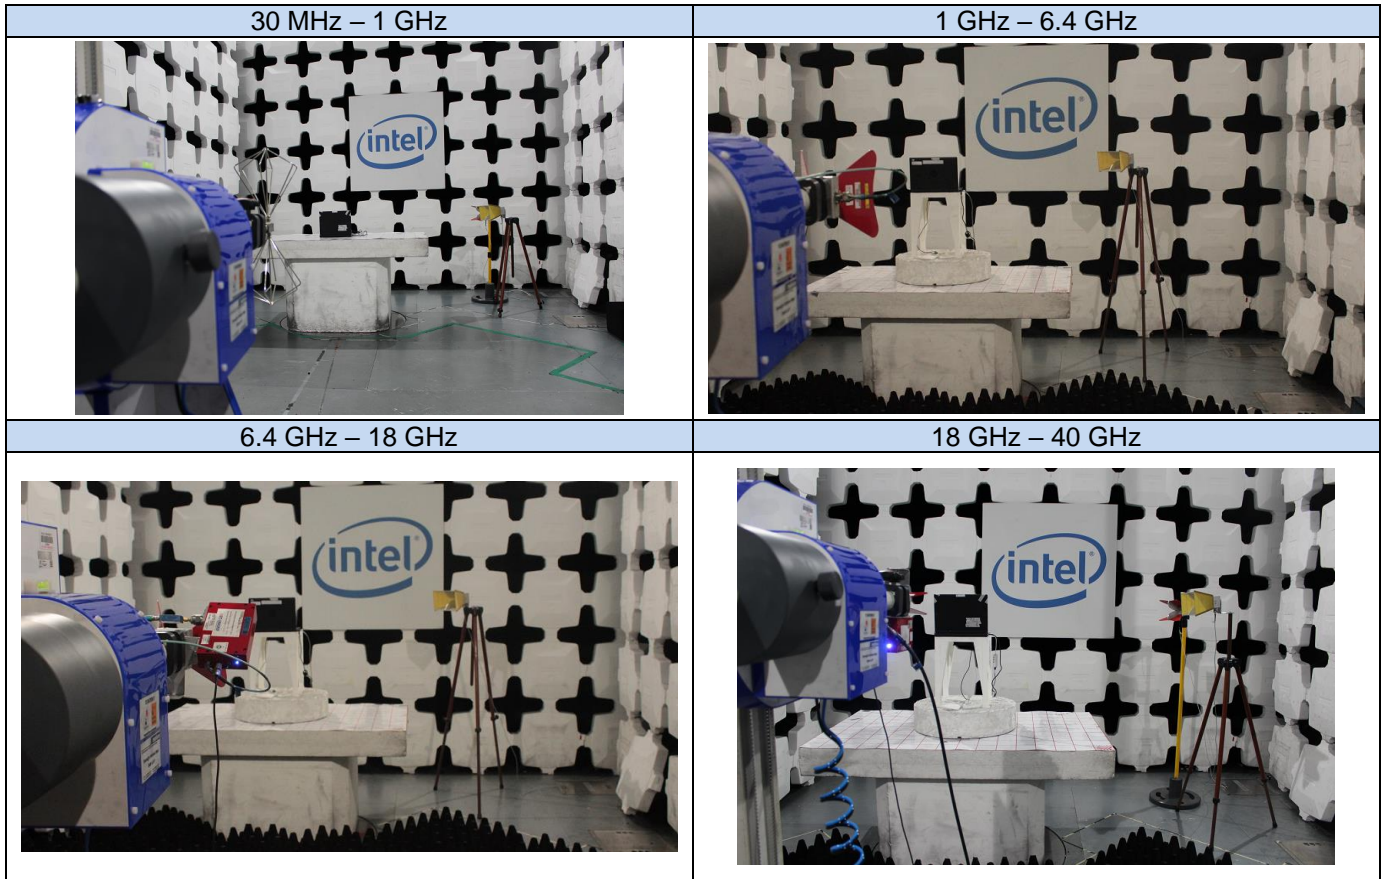 30 MHz – 1 GHz
1 GHz – 6.4 GHz
intel
intel
6.4 GHz – 18 GHz
18 GHz – 40 GHz
intel
intel